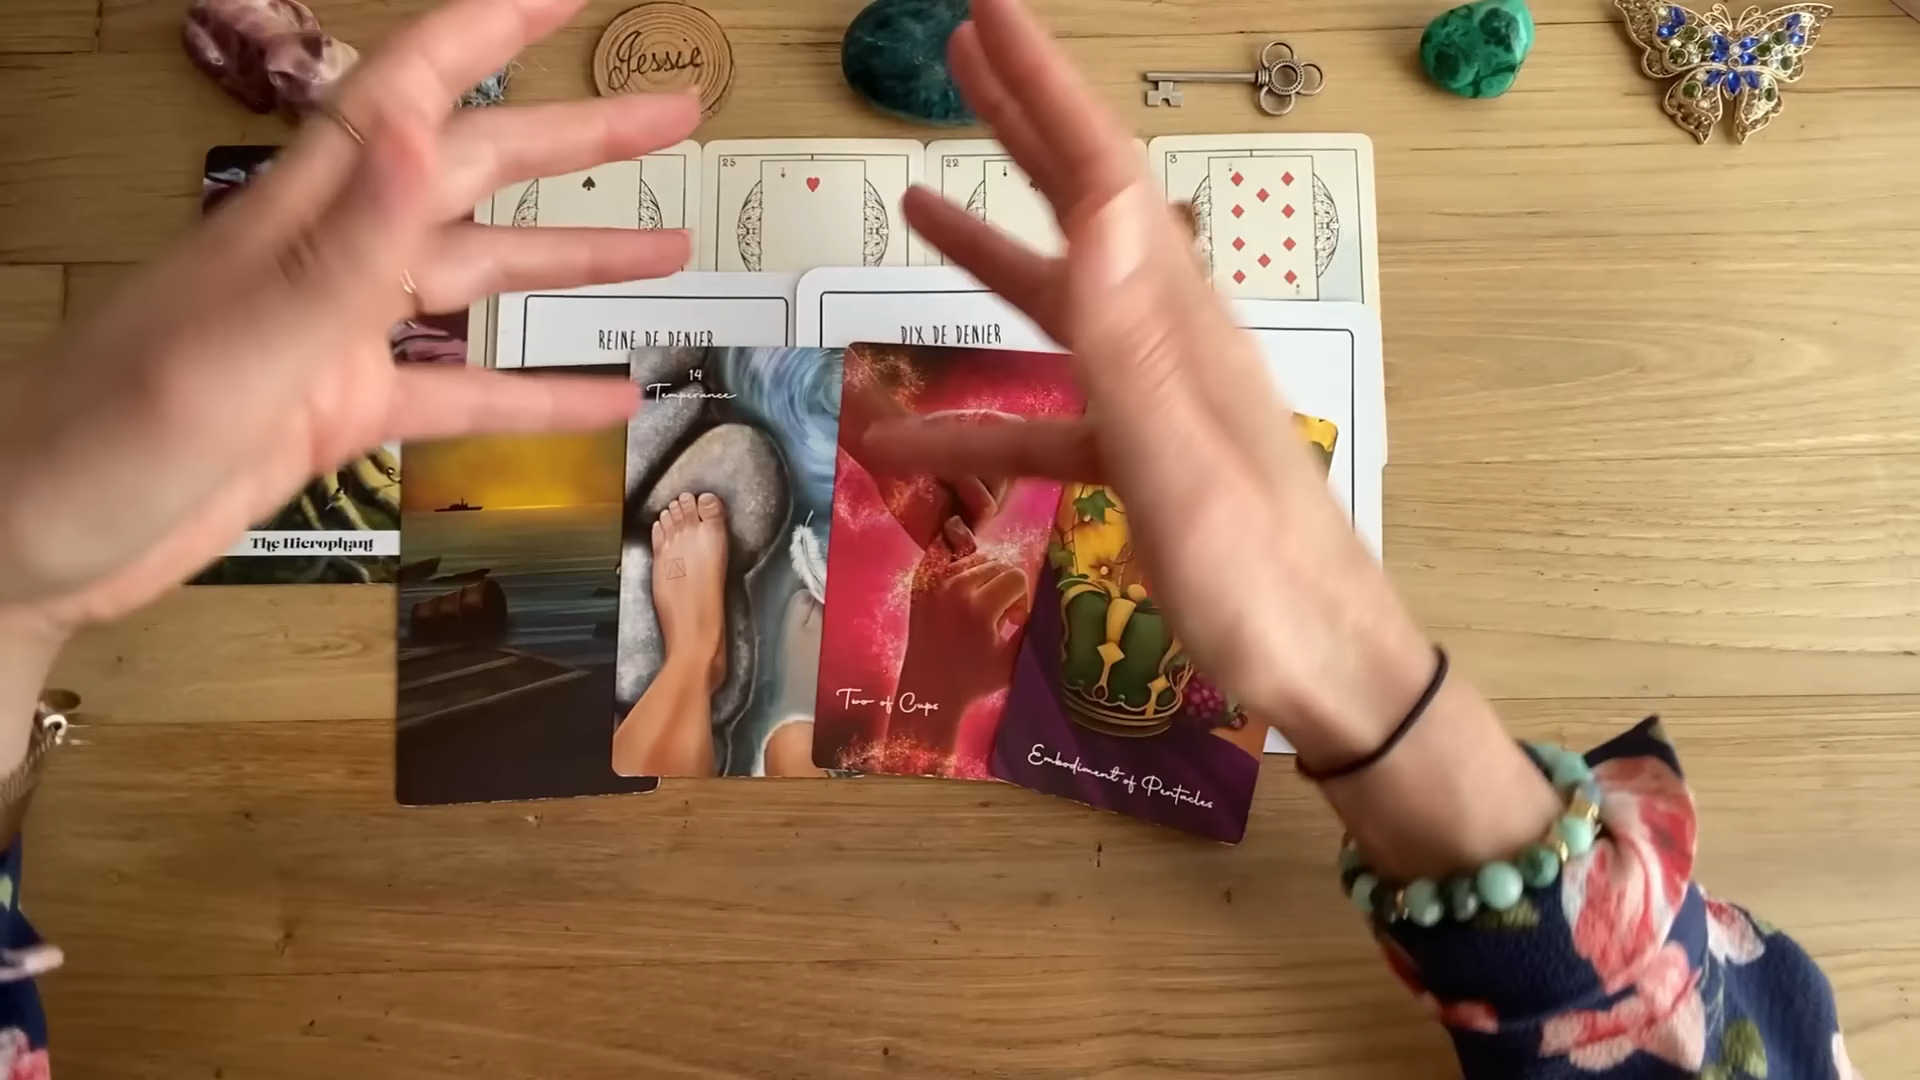 Jessie
25
22
3
REINE DE DENIER
DIX DE DENIER
14
Temperance
The Hierophant
Two of Cups
Embodiment of Pentacles